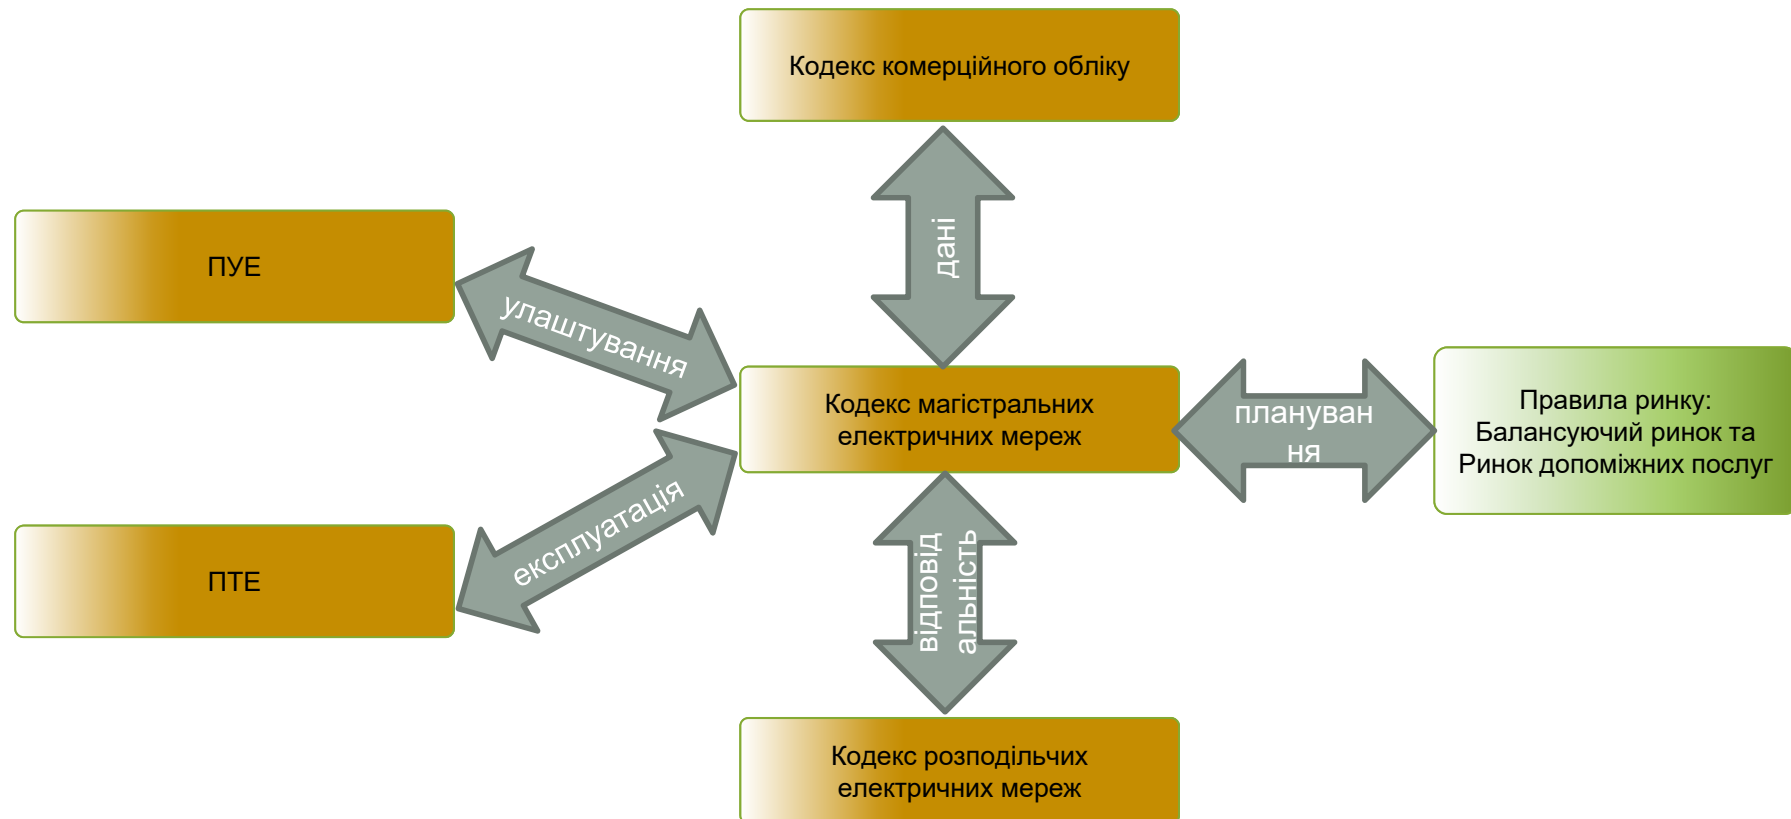 Кодекс комерційного обліку
дані
ПУЕ
улаштування
Кодекс магістральних
електричних мереж
плануван
ня
Правила ринку:
Балансуючий ринок та
Ринок допоміжних послуг
ПТЕ
експлуатація
відповід
альність
Кодекс розподільчих
електричних мереж